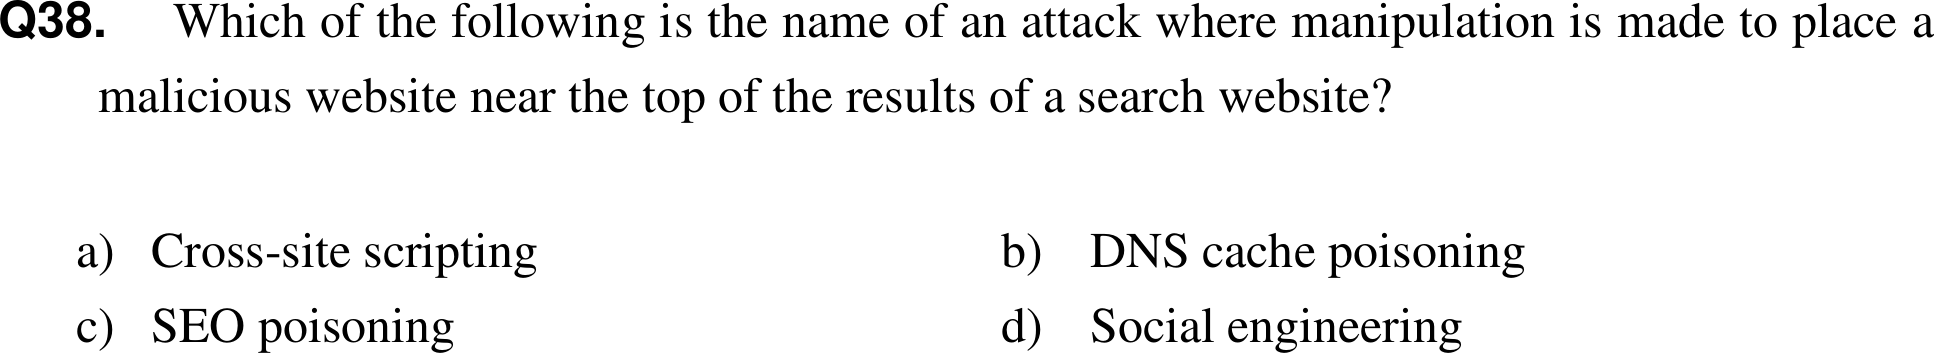 Q38. Which of the following is the name of an attack where manipulation is made to place a
malicious website near the top of the results of a search website?
a) Cross-site scripting b) DNS cache poisoning
c) SEO poisoning d) Social engineering